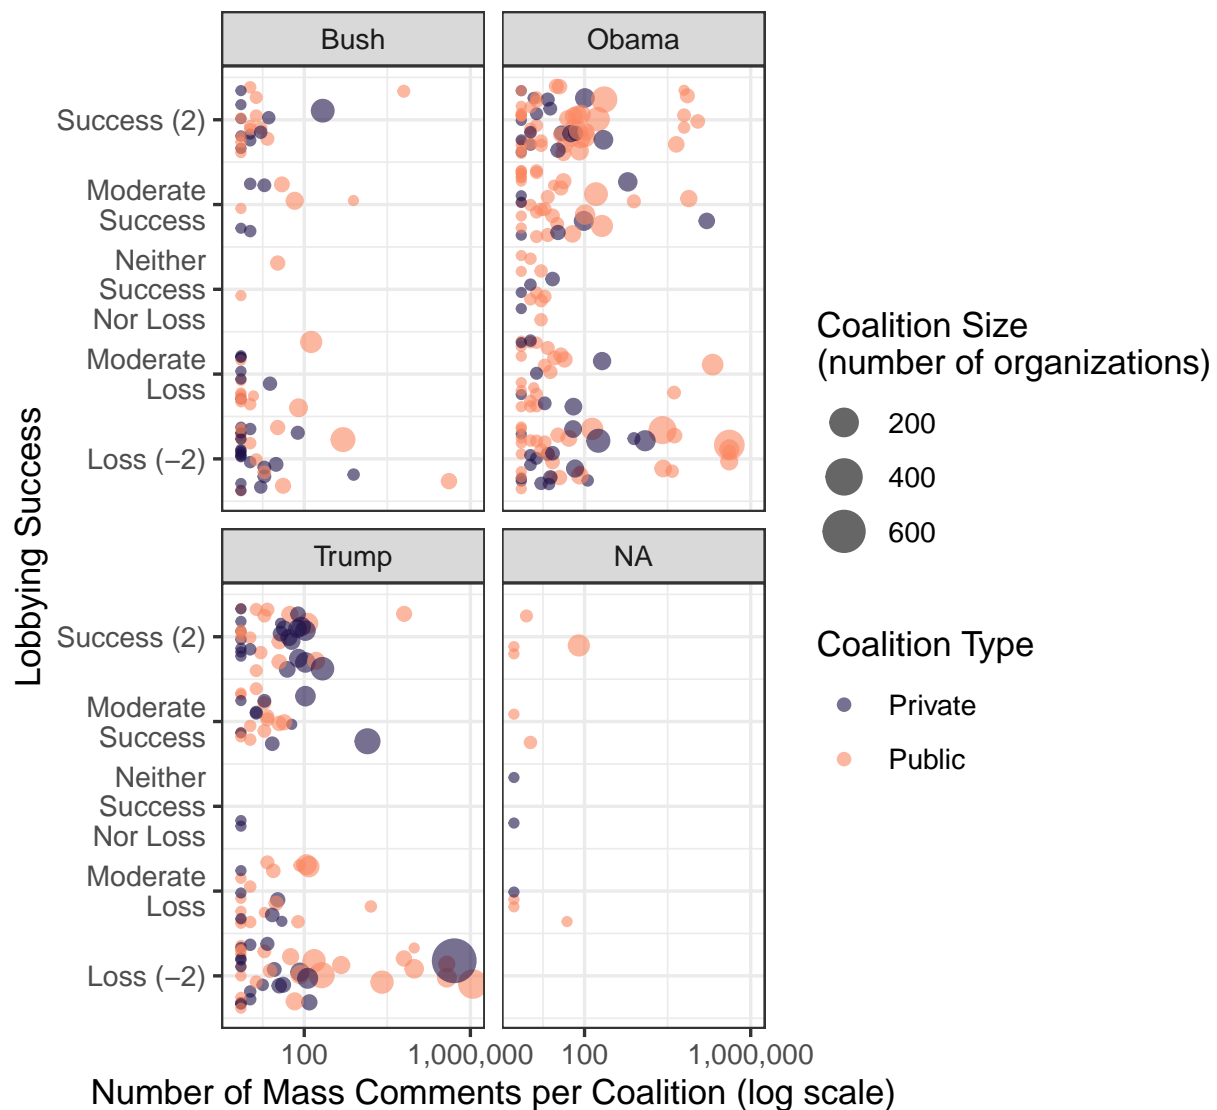 Bush
Obama
Success (2)
Moderate
Success
Neither
Success
Nor Loss
Moderate
Loss
Loss (−2)
Trump
NA
Success (2)
Moderate
Success
Neither
Success
Nor Loss
Moderate
Loss
Loss (−2)
100
1,000,000
100
1,000,000
Number of Mass Comments per Coalition (log scale)
Lobbying Success
Coalition Size
(number of organizations)
200
400
600
Coalition Type
Private
Public